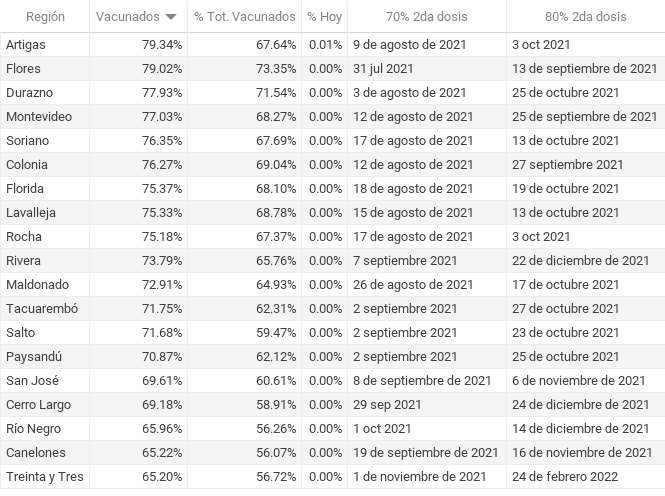 Región Vacunados % Tot. Vacunados % Hoy 70% 2da dosis 80% 2da dosis
Artigas 79.34% 67.64% 0.01% 9 de agosto de 2021 3 oct 2021
Flores 79.02% 73.35% 0.00% 31 jul 2021 13 de septiembre de 2021
Durazno 77.93% 71.54% 0.00% 3 de agosto de 2021 25 de octubre de 2021
Montevideo 77.03% 68.27% 0.00% 12 de agosto de 2021 25 de septiembre de 2021
Soriano 76.35% 67.69% 0.00% 17 de agosto de 2021 13 de octubre de 2021
Colonia 76.27% 69.04% 0.00% 12 de agosto de 2021 27 septiembre 2021
Florida 75.37% 68.10% 0.00% 18 de agosto de 2021 19 de octubre de 2021
Lavalleja 75.33% 68.78% 0.00% 15 de agosto de 2021 13 de octubre de 2021
Rocha 75.18% 67.37% 0.00% 17 de agosto de 2021 3 oct 2021
Rivera 73.79% 65.76% 0.00% 7 septiembre 2021 22 de diciembre de 2021
Maldonado 72.91% 64.93% 0.00% 26 de agosto de 2021 17 de octubre de 2021
Tacuarembó 71.75% 62.31% 0.00% 2 septiembre 2021 27 de octubre de 2021
Salto 71.68% 59.47% 0.00% 2 septiembre 2021 23 de octubre de 2021
Paysandú 70.87% 62.12% 0.00% 2 septiembre 2021 25 de octubre de 2021
San José 69.61% 60.61% 0.00% 8 de septiembre de 2021 6 de noviembre de 2021
Cerro Largo 69.18% 58.91% 0.00% 29 sep 2021 24 de diciembre de 2021
Río Negro 65.96% 56.26% 0.00% 1 oct 2021 14 de diciembre de 2021
Canelones 65.22% 56.07% 0.00% 19 de septiembre de 2021 16 de noviembre de 2021
Treinta y Tres 65.20% 56.72% 0.00% 1 de noviembre de 2021 24 de febrero 2022